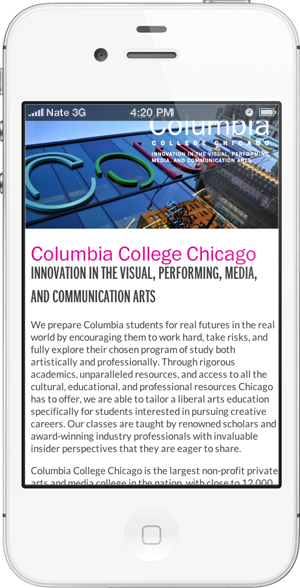 Nate 3G 4:20 PM
Columbia
COLLEGE CHICAGO
INNOVATION IN THE VISUAL, PERFORMING,
MEDIA, AND COMMUNICATION ARTS
Col
Columbia College Chicago
INNOVATION IN THE VISUAL, PERFORMING, MEDIA,
AND COMMUNICATION ARTS
We prepare Columbia students for real futures in the real
world by encouraging them to work hard, take risks, and
fully explore their chosen program of study both
artistically and professionally. Through rigorous
academics, unparalleled resources, and access to all the
cultural, educational, and professional resources Chicago
has to offer, we are able to tailor a liberal arts education
specifically for students interested in pursuing creative
careers. Our classes are taught by renowned scholars and
award-winning industry professionals with invaluable
insider perspectives that they are eager to share.
Columbia College Chicago is the largest non-profit private
arts and media college in the nation, with close to 12,000